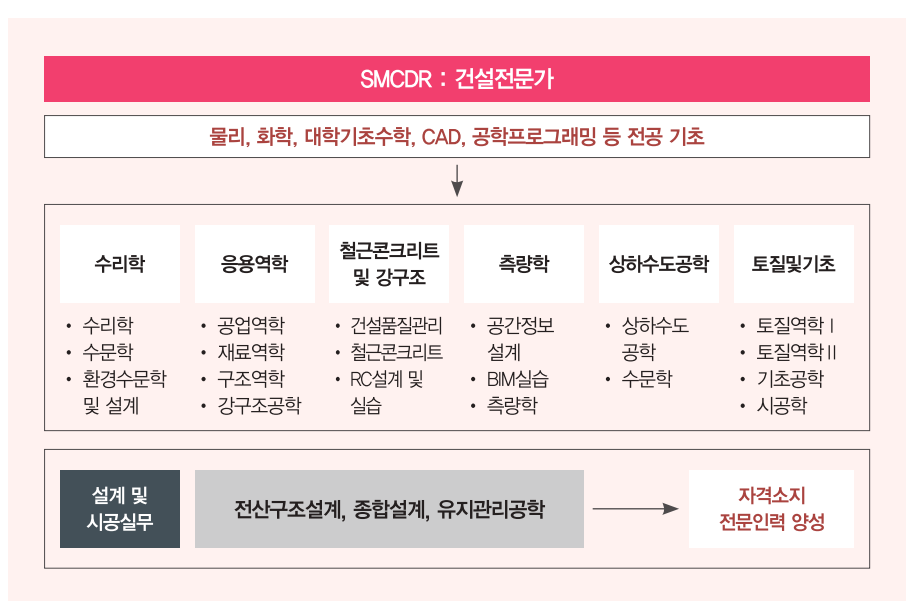 SMCDR : 건설전문가
물리, 화학, 대학기초수학, CAD, 공학프로그래밍 등 전공 기초
수리학
• 수리학
• 수문학
• 환경수문학
및 설계
응용역학
• 공업역학
• 재료역학
• 구조역학
• 강구조공학
철근콘크리트
및 강구조
• 건설품질관리
• 철근콘크리트
• RC설계 및
실습
측량학
• 공간정보
설계
• BIM실습
• 측량학
상하수도공학
• 상하수도
공학
• 수문학
토질및기초
• 토질역학Ⅰ
• 토질역학Ⅱ
• 기초공학
• 시공학
설계 및
시공실무
전산구조설계, 종합설계, 유지관리공학
자격소지
전문인력 양성